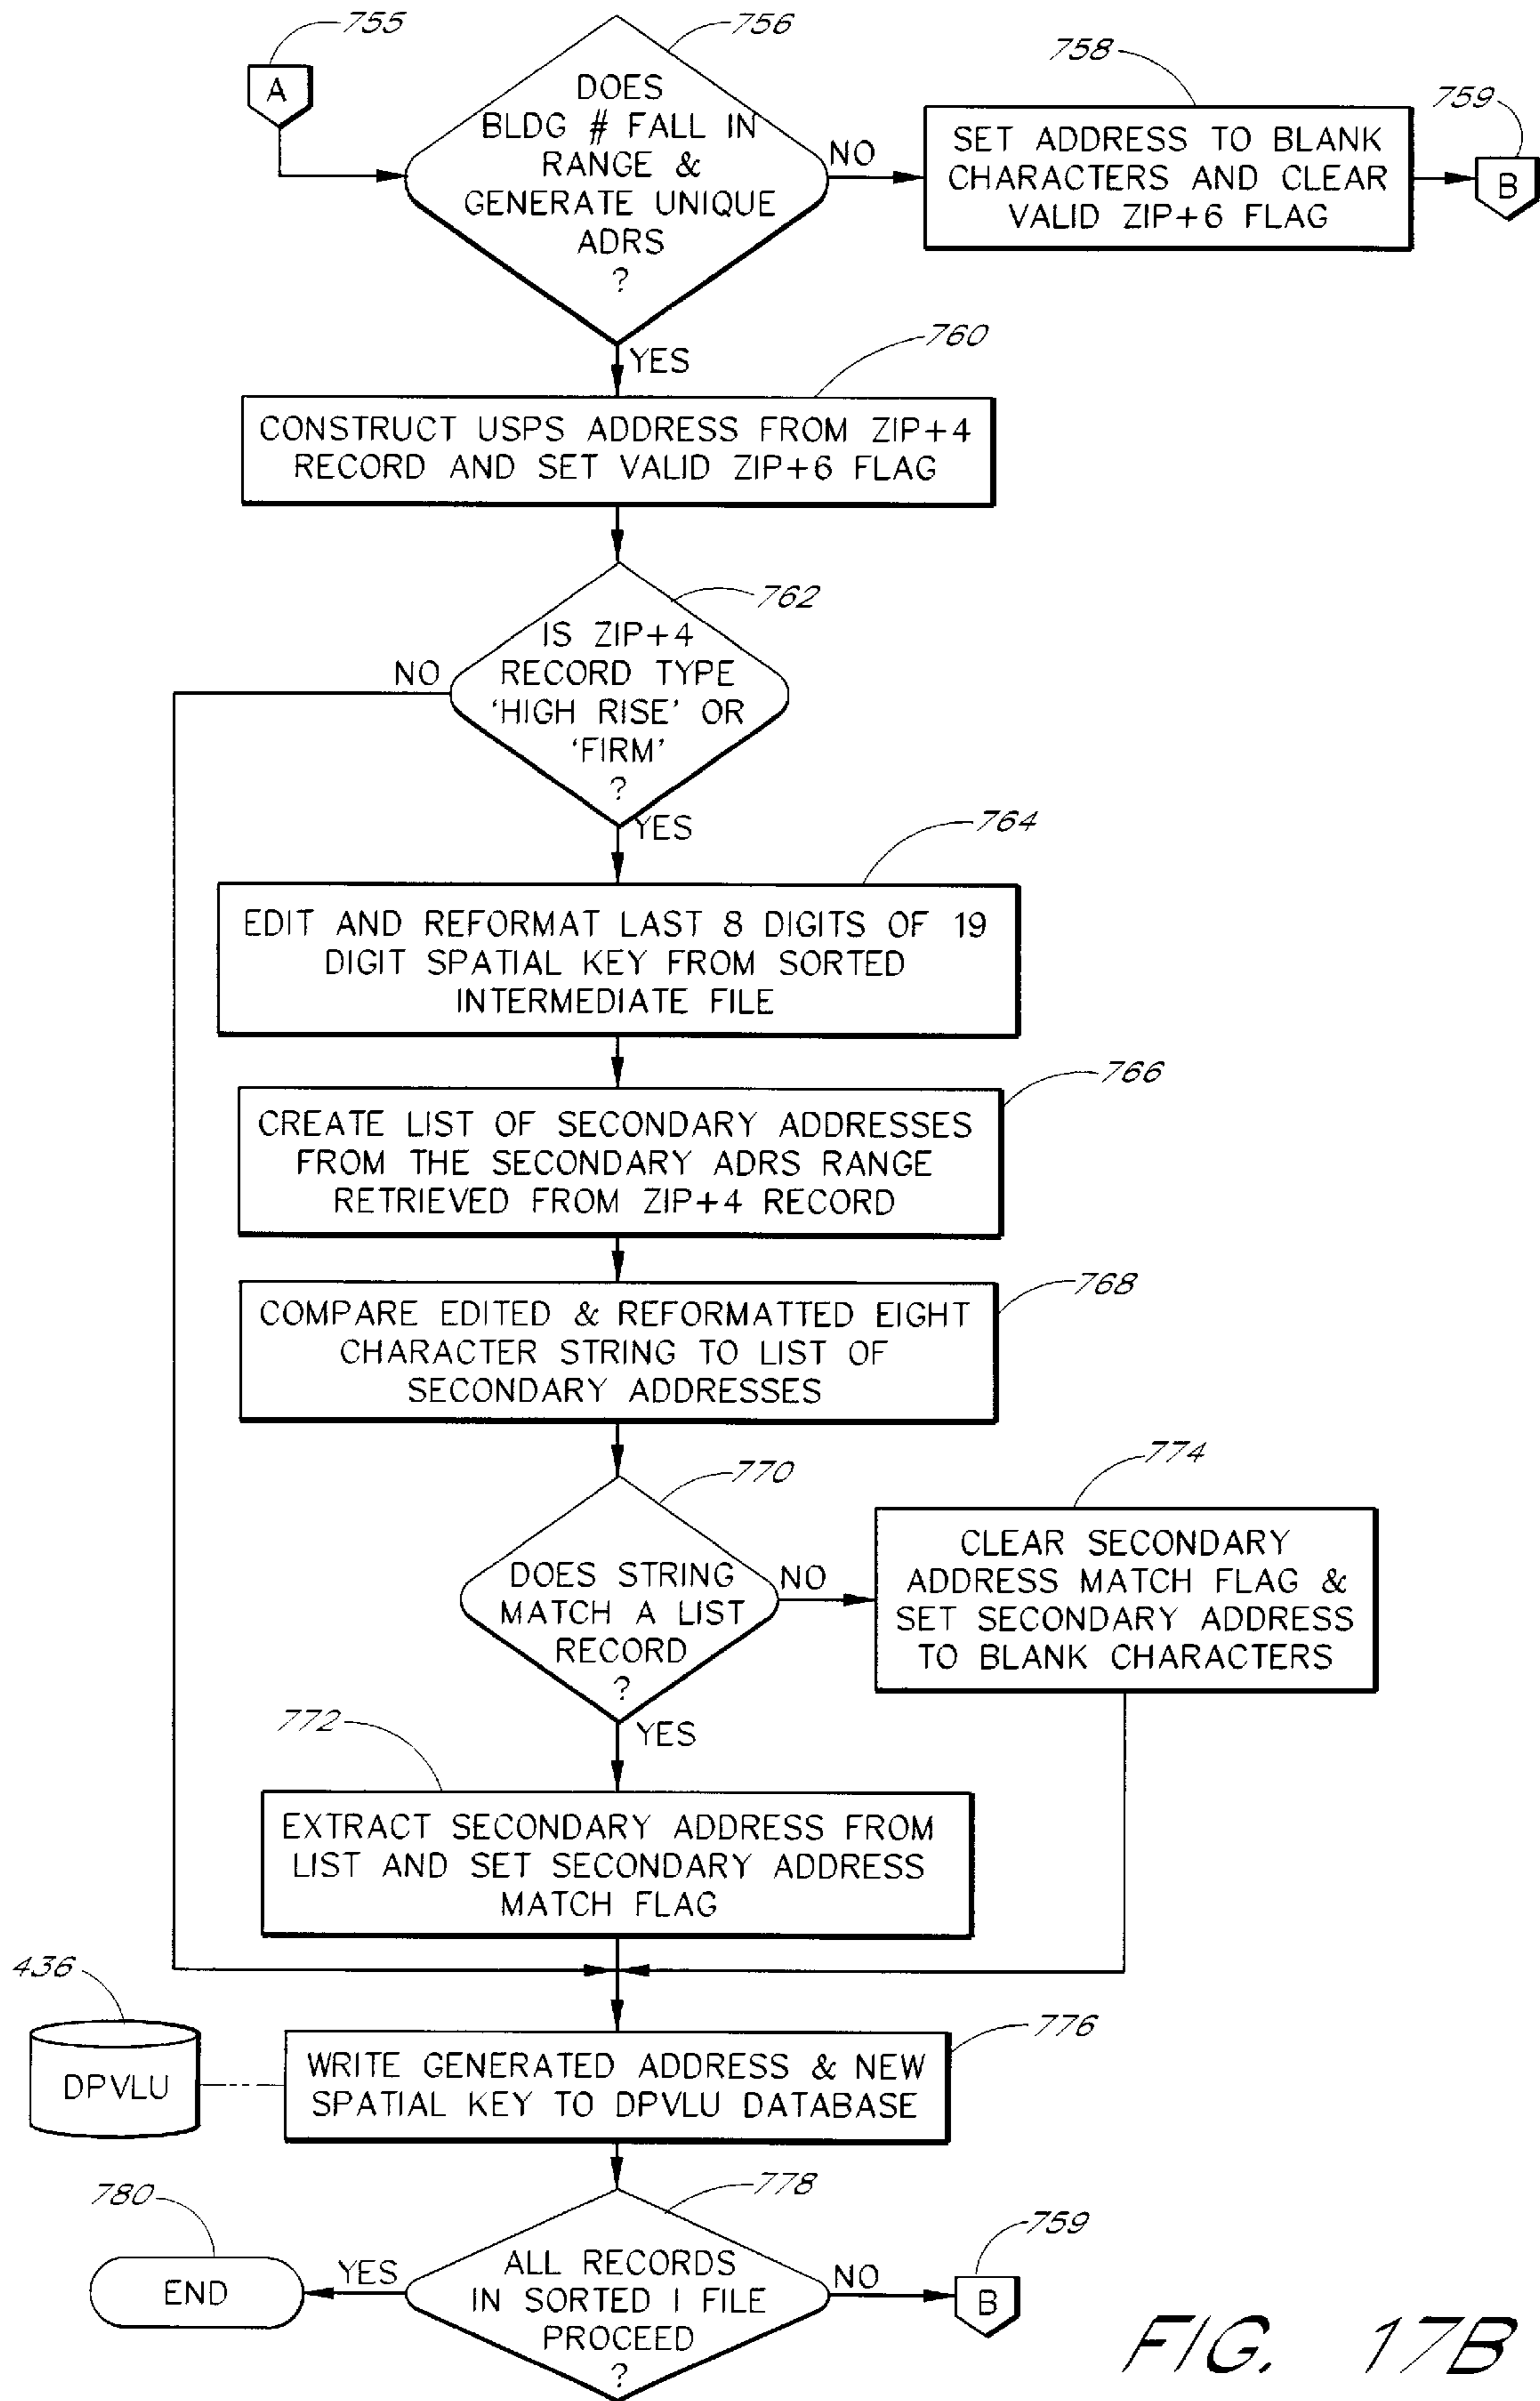 755
A
756
DOES
BLDG # FALL IN
RANGE &
GENERATE UNIQUE
ADRS
?
NO
758
SET ADDRESS TO BLANK
CHARACTERS AND CLEAR
VALID ZIP+6 FLAG
759
B
YES
760
CONSTRUCT USPS ADDRESS FROM ZIP+4
RECORD AND SET VALID ZIP+6 FLAG
762
IS ZIP+4
RECORD TYPE
'HIGH RISE' OR
'FIRM'
?
NO
YES
764
EDIT AND REFORMAT LAST 8 DIGITS OF 19
DIGIT SPATIAL KEY FROM SORTED
INTERMEDIATE FILE
766
CREATE LIST OF SECONDARY ADDRESSES
FROM THE SECONDARY ADRS RANGE
RETRIEVED FROM ZIP+4 RECORD
768
COMPARE EDITED & REFORMATTED EIGHT
CHARACTER STRING TO LIST OF
SECONDARY ADDRESSES
770
DOES STRING
MATCH A LIST
RECORD
?
NO
774
CLEAR SECONDARY
ADDRESS MATCH FLAG &
SET SECONDARY ADDRESS
TO BLANK CHARACTERS
YES
772
EXTRACT SECONDARY ADDRESS FROM
LIST AND SET SECONDARY ADDRESS
MATCH FLAG
436
DPVLU
776
WRITE GENERATED ADDRESS & NEW
SPATIAL KEY TO DPVLU DATABASE
778
ALL RECORDS
IN SORTED I FILE
PROCEED
?
YES
780
END
NO
759
B
FIG. 17B